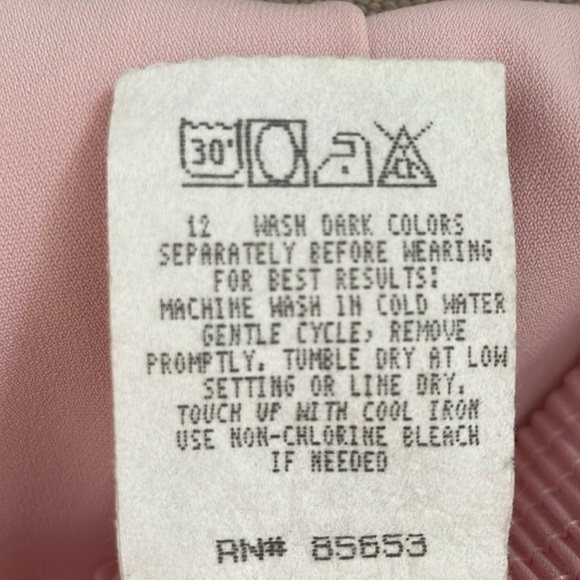 30°
CL
12 WASH DARK COLORS
SEPARATELY BEFORE WEARING
FOR BEST RESULTS:
MACHINE WASH IN COLD WATER
GENTLE CYCLE, REMOVE
PROMPTLY. TUMBLE DRY AT LOW
SETTING OR LINE DRY.
TOUCH UP WITH COOL IRON
USE NON-CHLORINE BLEACH
IF NEEDED
RN# 85653